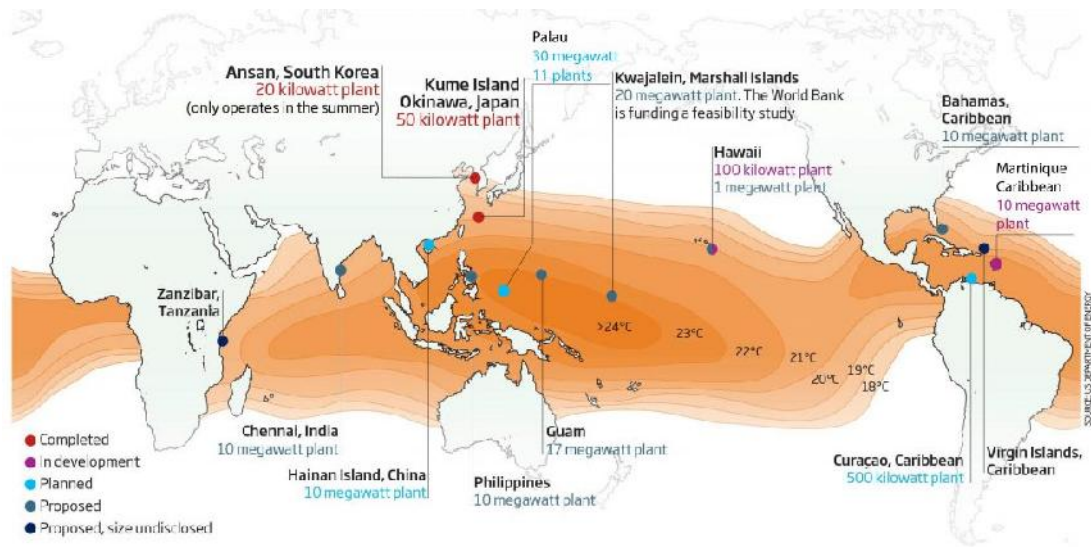 Palau
30 megawatt
11 plants
Ansan, South Korea
20 kilowatt plant
(only operates in the summer)
Kume Island
Okinawa, Japan
50 kilowatt plant
Kwajalein, Marshall Islands
20 megawatt plant. The World Bank
is funding a feasibility study
Bahamas,
Caribbean
10 megawatt plant
Hawaii
100 kilowatt plant
1 megawatt plant
Martinique
Caribbean
10 megawatt
plant
Zanzibar,
Tanzania
>24°C
23°C
22°C
21°C
20°C
19°C
18°C
SOURCE: US DEPARTMENT OF ENERGY
Chennai, India
10 megawatt plant
Hainan Island, China
10 megawatt plant
Philippines
10 megawatt plant
Guam
17 megawatt plant
Curaçao, Caribbean
500 kilowatt plant
Virgin Islands,
Caribbean
Completed
In development
Planned
Proposed
Proposed, size undisclosed